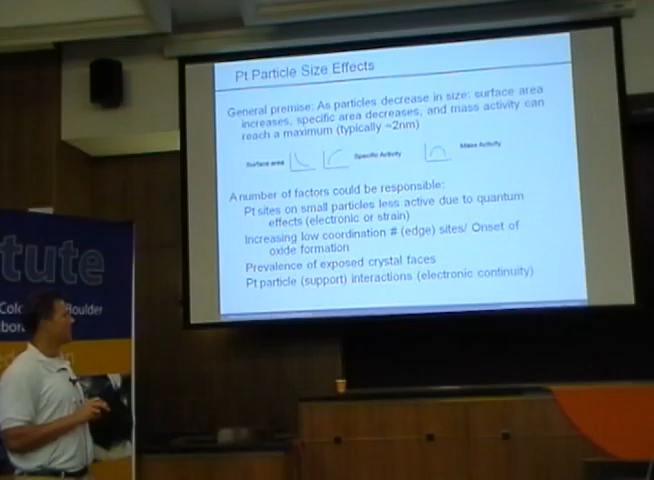 Pt Particle Size Effects
General premise: As particles decrease in size: surface area
increases, specific area decreases, and mass activity can
reach a maximum (typically ~2nm)
Surface area
Specific Activity
Mass Activity
A number of factors could be responsible:
Pt sites on small particles less active due to quantum
effects (electronic or strain)
Increasing low coordination # (edge) sites/ Onset of
oxide formation
Prevalence of exposed crystal faces
Pt particle (support) interactions (electronic continuity)
tute
Boulder